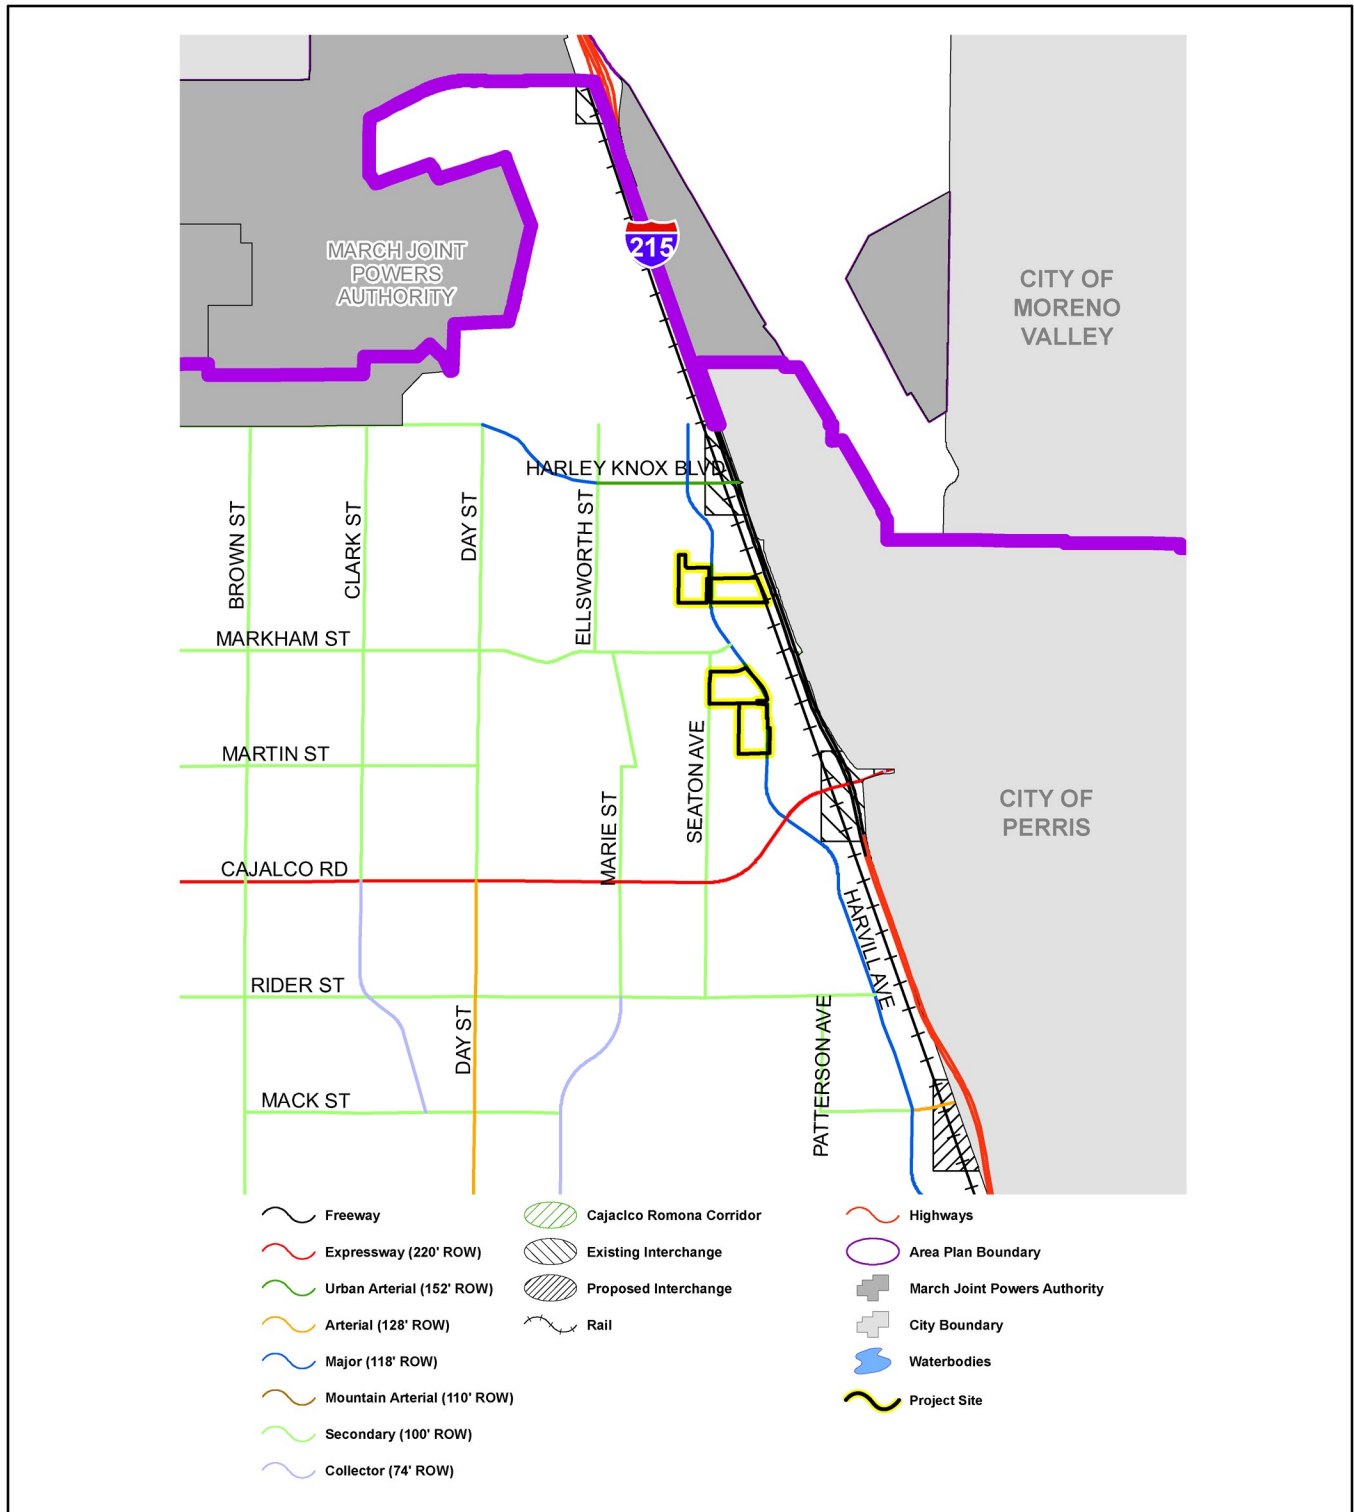 215
MARCH JOINT
POWERS
AUTHORITY
CITY OF
MORENO
VALLEY
HARLEY KNOX BLVD
BROWN ST
CLARK ST
DAY ST
ELLSWORTH ST
MARKHAM ST
MARTIN ST
SEATON AVE
MARIE ST
CITY OF
PERRIS
CAJALCO RD
HARVILL AVE
RIDER ST
DAY ST
PATTERSON AVE
MACK ST
Freeway
Expressway (220' ROW)
Urban Arterial (152' ROW)
Arterial (128' ROW)
Major (118' ROW)
Mountain Arterial (110' ROW)
Secondary (100' ROW)
Collector (74' ROW)
Cajaclco Romona Corridor
Existing Interchange
Proposed Interchange
Rail
Highways
Area Plan Boundary
March Joint Powers Authority
City Boundary
Waterbodies
Project Site